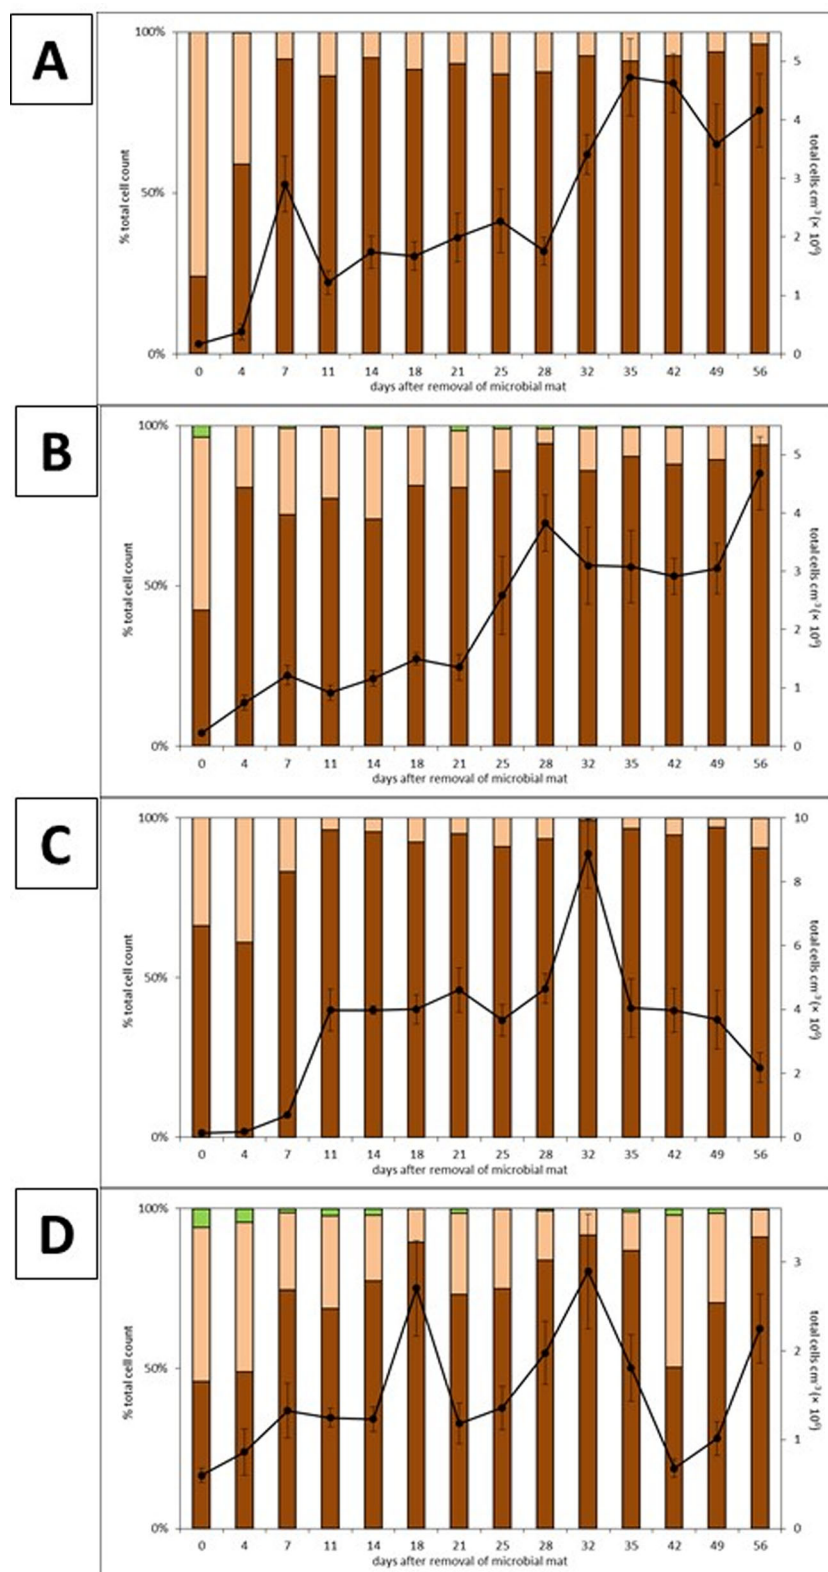 A
100%
50%
0%
% total cell count
5
4
3
2
1
0
total cells cm⁻³ (× 10⁶)
0 4 7 11 14 18 21 25 28 32 35 42 49 56
days after removal of microbial mat
B
100%
50%
0%
% total cell count
5
4
3
2
1
0
total cells cm⁻³ (× 10⁶)
0 4 7 11 14 18 21 25 28 32 35 42 49 56
days after removal of microbial mat
C
100%
50%
0%
% total cell count
10
8
6
4
2
0
total cells cm⁻³ (× 10⁶)
0 4 7 11 14 18 21 25 28 32 35 42 49 56
days after removal of microbial mat
D
100%
50%
0%
% total cell count
3
2
1
0
total cells cm⁻³ (× 10⁶)
0 4 7 11 14 18 21 25 28 32 35 42 49 56
days after removal of microbial mat